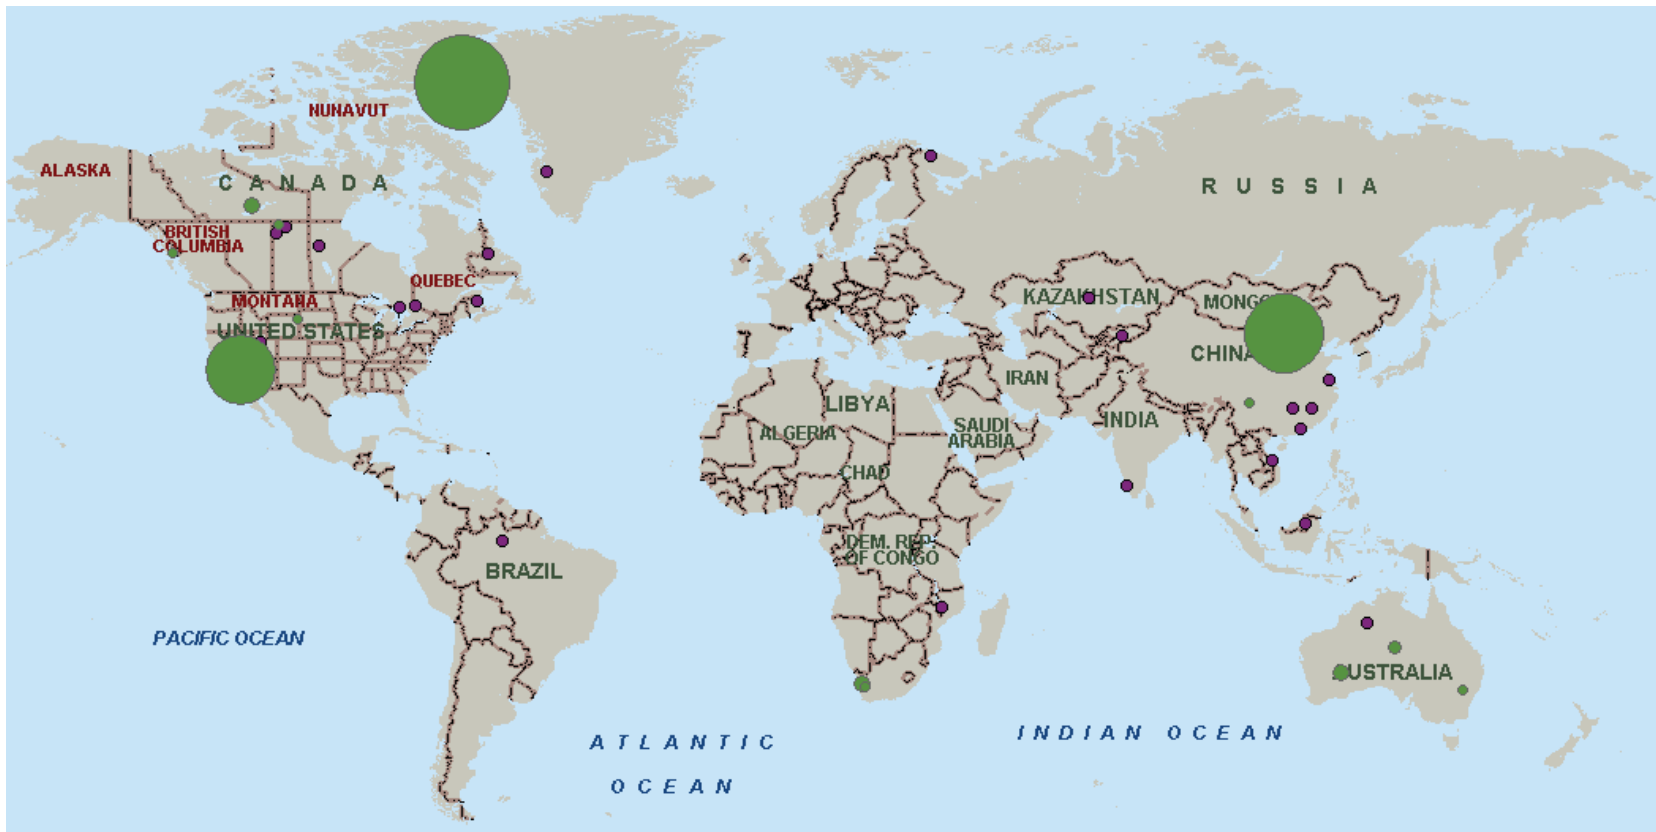 NUNAVUT
ALASKA
CANADA
RUSSIA
BRITISH
COLUMBIA
QUEBEC
MONTANA
UNITED STATES
KAZAKHSTAN
MONGO
CHINA
IRAN
LIBYA
INDIA
ALGERIA
SAUDI
ARABIA
CHAD
DEM. REP.
OF CONGO
BRAZIL
PACIFIC OCEAN
AUSTRALIA
INDIAN OCEAN
ATLANTIC
OCEAN